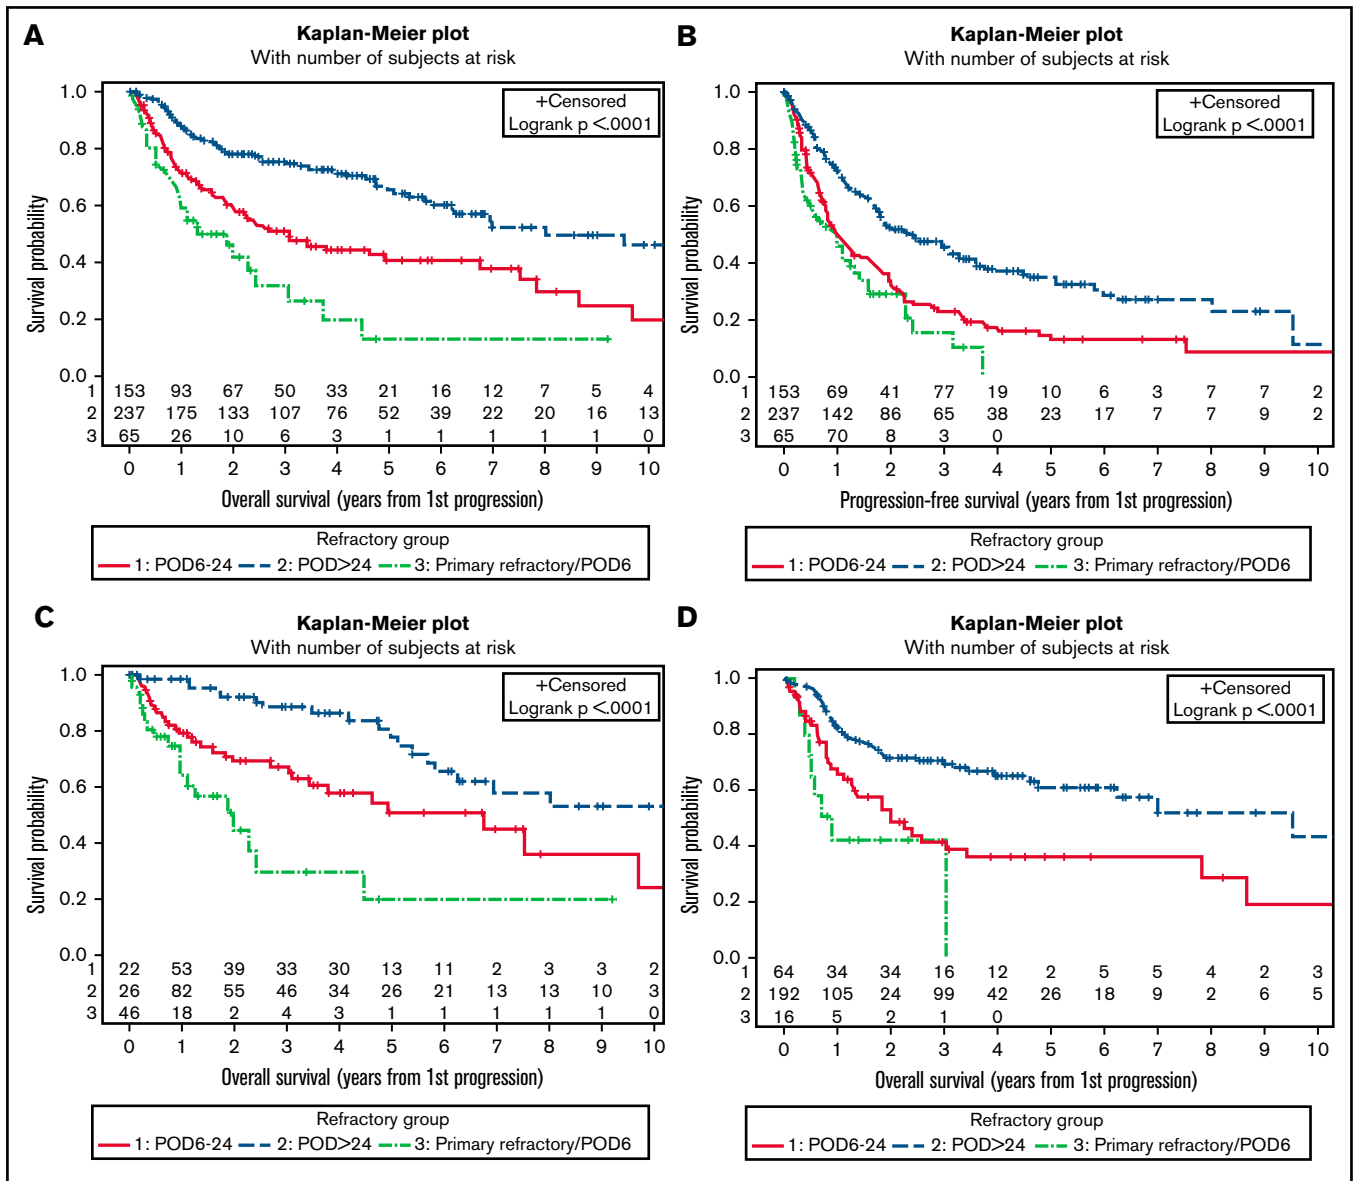 A
Kaplan-Meier plot
With number of subjects at risk
+Censored
Logrank p <.0001
Survival probability
1.0
0.8
0.6
0.4
0.2
0.0
1 153 93 67 50 33 21 16 12 7 5 4
2 237 175 133 107 76 52 39 22 20 16 13
3 65 26 10 6 3 1 1 1 1 1 0
0 1 2 3 4 5 6 7 8 9 10
Overall survival (years from 1st progression)
Refractory group
1: POD6-24 2: POD>24 3: Primary refractory/POD6
B
Kaplan-Meier plot
With number of subjects at risk
+Censored
Logrank p <.0001
Survival probability
1.0
0.8
0.6
0.4
0.2
0.0
1 153 69 41 77 19 10 6 3 7 7 2
2 237 142 86 65 38 23 17 7 7 9 2
3 65 70 8 3 0
0 1 2 3 4 5 6 7 8 9 10
Progression-free survival (years from 1st progression)
Refractory group
1: POD6-24 2: POD>24 3: Primary refractory/POD6
C
Kaplan-Meier plot
With number of subjects at risk
+Censored
Logrank p <.0001
Survival probability
1.0
0.8
0.6
0.4
0.2
0.0
1 22 53 39 33 30 13 11 2 3 3 2
2 26 82 55 46 34 26 21 13 13 10 3
3 46 18 2 4 3 1 1 1 1 1 0
0 1 2 3 4 5 6 7 8 9 10
Overall survival (years from 1st progression)
Refractory group
1: POD6-24 2: POD>24 3: Primary refractory/POD6
D
Kaplan-Meier plot
With number of subjects at risk
+Censored
Logrank p <.0001
Survival probability
1.0
0.8
0.6
0.4
0.2
0.0
1 64 34 34 16 12 2 5 5 4 2 3
2 192 105 24 99 42 26 18 9 2 6 5
3 16 5 2 1 0
0 1 2 3 4 5 6 7 8 9 10
Overall survival (years from 1st progression)
Refractory group
1: POD6-24 2: POD>24 3: Primary refractory/POD6